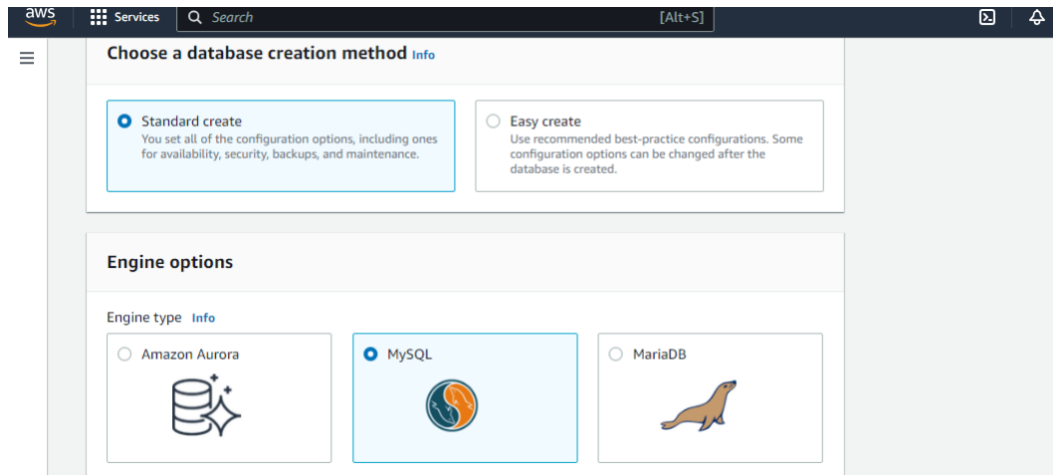 aws Services Search [Alt+S]
Choose a database creation method Info
Standard create
You set all of the configuration options, including ones
for availability, security, backups, and maintenance.
Easy create
Use recommended best-practice configurations. Some
configuration options can be changed after the
database is created.
Engine options
Engine type Info
Amazon Aurora
MySQL
MariaDB